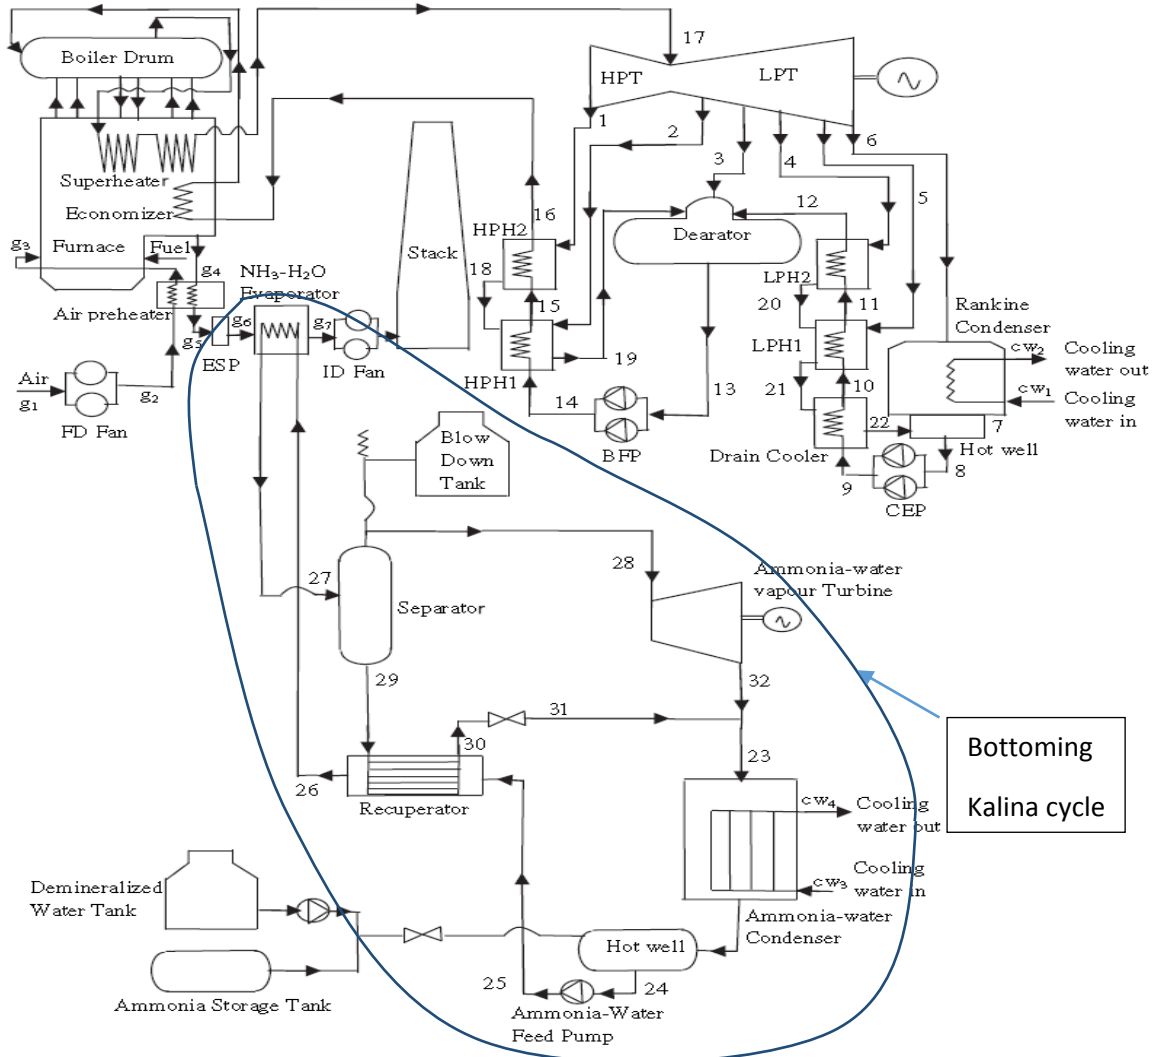 Boiler Drum
17
HPT
LPT
1
2
3
4
6
5
Superheater
Economizer
16
12
HPH2
Dearator
g3
Furnace
Fuel
g4
NH3-H2O
Evaporator
Stack
18
LPH2
Air preheater
15
20
11
Rankine
Condenser
g5
g6
g7
ESP
ID Fan
19
LPH1
cw2
Cooling
water out
Air
g1
g2
HPH1
13
21
10
cw1
Cooling
water in
FD Fan
14
22
7
Blow
Down
Tank
BFP
Drain Cooler
Hot well
9
8
CEP
27
28
Ammonia-water
vapour Turbine
Separator
29
32
31
30
23
Bottoming
Kalina cycle
26
Recuperator
cw4
Cooling
water out
Demineralized
Water Tank
cw3
Cooling
water in
Ammonia-water
Condenser
Hot well
25
24
Ammonia Storage Tank
Ammonia-Water
Feed Pump